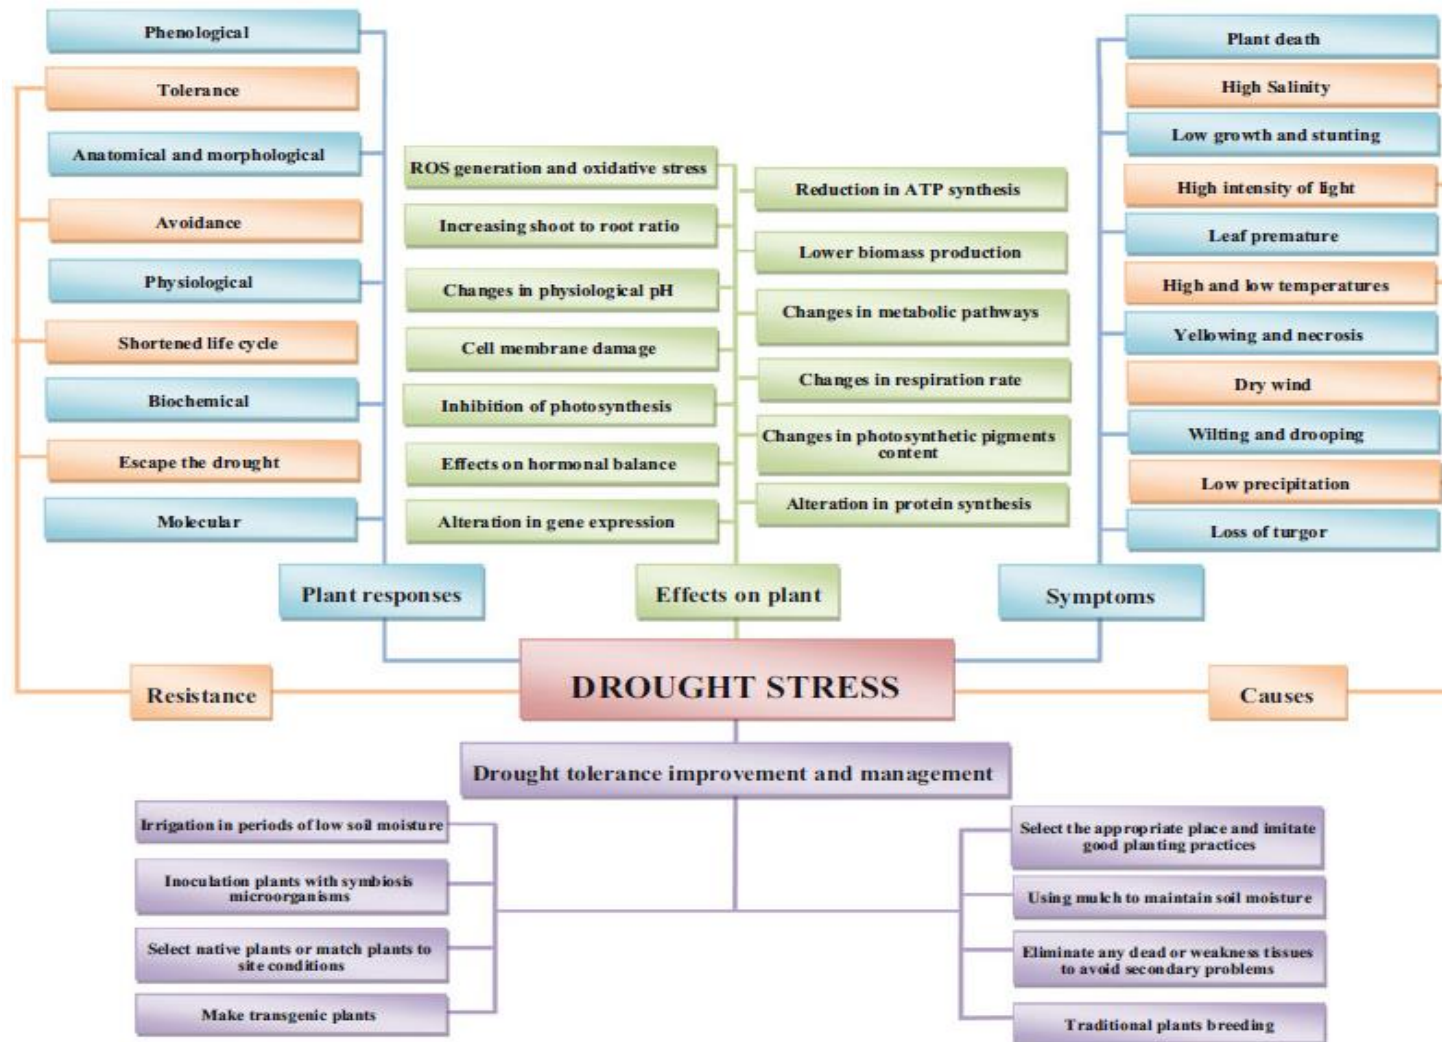 Phenological
Tolerance
Anatomical and morphological
Avoidance
Physiological
Shortened life cycle
Biochemical
Escape the drought
Molecular
Plant responses
Resistance
ROS generation and oxidative stress
Increasing shoot to root ratio
Changes in physiological pH
Cell membrane damage
Inhibition of photosynthesis
Effects on hormonal balance
Alteration in gene expression
Reduction in ATP synthesis
Lower biomass production
Changes in metabolic pathways
Changes in respiration rate
Changes in photosynthetic pigments
content
Alteration in protein synthesis
Effects on plant
Plant death
High Salinity
Low growth and stunting
High intensity of light
Leaf premature
High and low temperatures
Yellowing and necrosis
Dry wind
Wilting and drooping
Low precipitation
Loss of turgor
Symptoms
Causes
DROUGHT STRESS
Drought tolerance improvement and management
Irrigation in periods of low soil moisture
Inoculation plants with symbiosis
microorganisms
Select native plants or match plants to
site conditions
Make transgenic plants
Select the appropriate place and imitate
good planting practices
Using mulch to maintain soil moisture
Eliminate any dead or weakness tissues
to avoid secondary problems
Traditional plants breeding